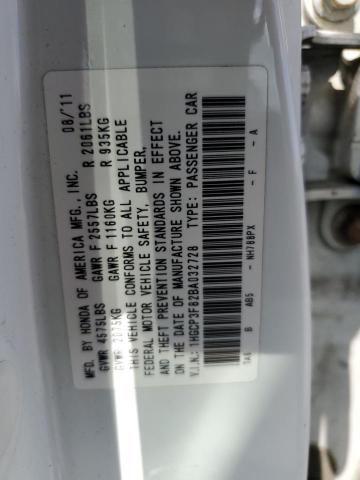 MFD. BY HONDA OF AMERICA MFG., INC. 08/11
GVWR 4575LBS GAWR F 2557LBS R 2061LBS
GVWR 2075KG GAWR F 1160KG R 935KG
THIS VEHICLE CONFORMS TO ALL APPLICABLE
FEDERAL MOTOR VEHICLE SAFETY, BUMPER,
AND THEFT PREVENTION STANDARDS IN EFFECT
ON THE DATE OF MANUFACTURE SHOWN ABOVE.
V.I.N.: 1HGCP3F82BA032728 TYPE: PASSENGER CAR
TA6 B AB5 - NH788PX - F - A